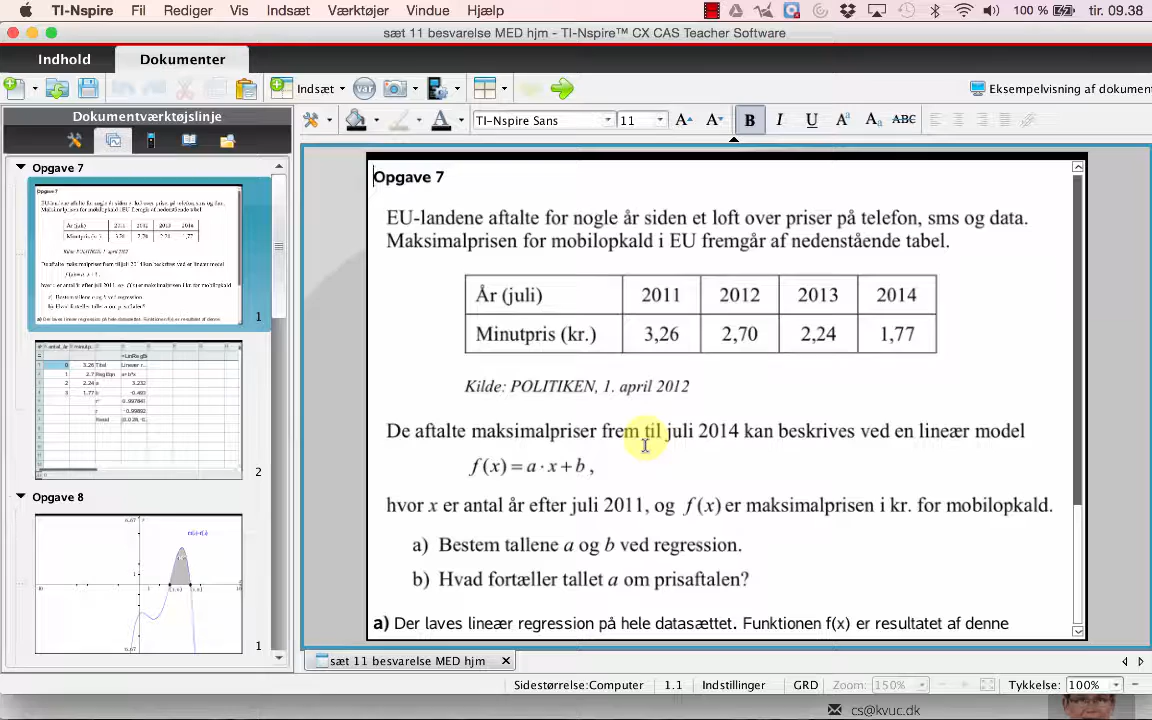 TI-Nspire Fil Rediger Vis Indsæt Værktøjer Vindue Hjælp 100 % tir. 09.38
sæt 11 besvarelse MED hjm - TI-Nspire™ CX CAS Teacher Software
Indhold Dokumenter
Indsæt var Eksempelvisning af dokumen
Dokumentværktøjslinje
TI-Nspire Sans 11 A A B I U A A ABC
Opgave 7
1
2
Opgave 8
1
Opgave 7
EU-landene aftalte for nogle år siden et loft over priser på telefon, sms og data.
Maksimalprisen for mobilopkald i EU fremgår af nedenstående tabel.
År (juli) 2011 2012 2013 2014
Minutpris (kr.) 3,26 2,70 2,24 1,77
Kilde: POLITIKEN, 1. april 2012
De aftalte maksimalpriser frem til juli 2014 kan beskrives ved en lineær model
f(x) = a · x + b ,
hvor x er antal år efter juli 2011, og f(x) er maksimalprisen i kr. for mobilopkald.
a) Bestem tallene a og b ved regression.
b) Hvad fortæller tallet a om prisaftalen?
a) Der laves lineær regression på hele datasættet. Funktionen f(x) er resultatet af denne
sæt 11 besvarelse MED hjm
Sidestørrelse:Computer 1.1 Indstillinger GRD Zoom: 150% Tykkelse: 100%
cs@kvuc.dk